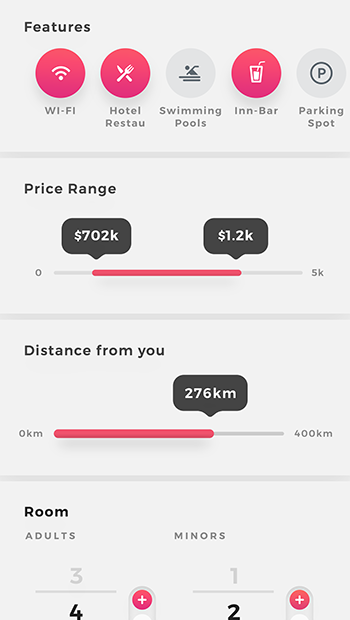 Features
WI-FI
Hotel
Restau
Swimming
Pools
Inn-Bar
P
Parking
Spot
Price Range
$702k
$1.2k
0
5k
Distance from you
276km
0km
400km
Room
ADULTS
MINORS
3
1
4
2